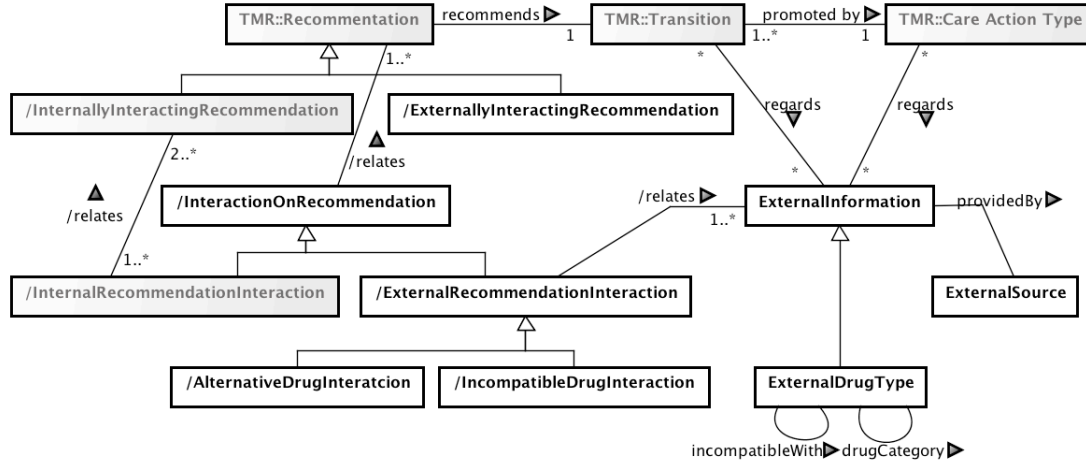 TMR::Recommentation
recommends
1
TMR::Transition
1..*
promoted by
1
TMR::Care Action Type
1..*
*
*
/InternallyInteractingRecommendation
/ExternallyInteractingRecommendation
regards
regards
2..*
/relates
/relates
*
*
/InteractionOnRecommendation
/relates
1..*
ExternalInformation
providedBy
1..*
/InternalRecommendationInteraction
/ExternalRecommendationInteraction
ExternalSource
/AlternativeDrugInteratcion
/IncompatibleDrugInteraction
ExternalDrugType
incompatibleWith
drugCategory